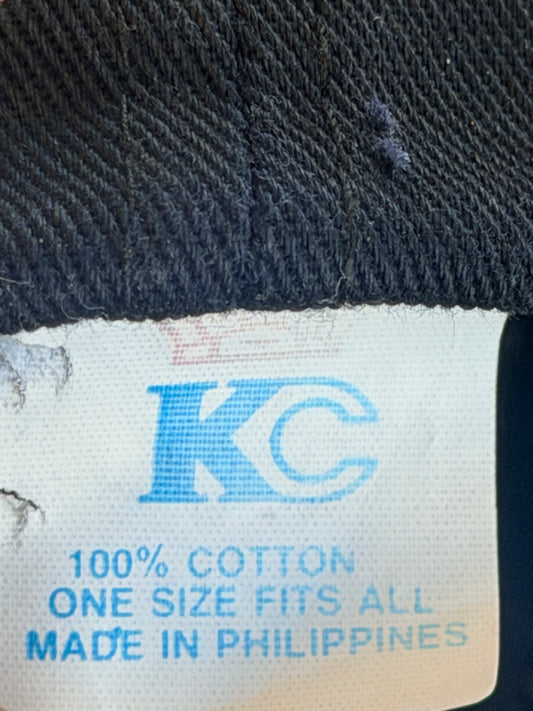 KC
100% COTTON
ONE SIZE FITS ALL
MADE IN PHILIPPINES